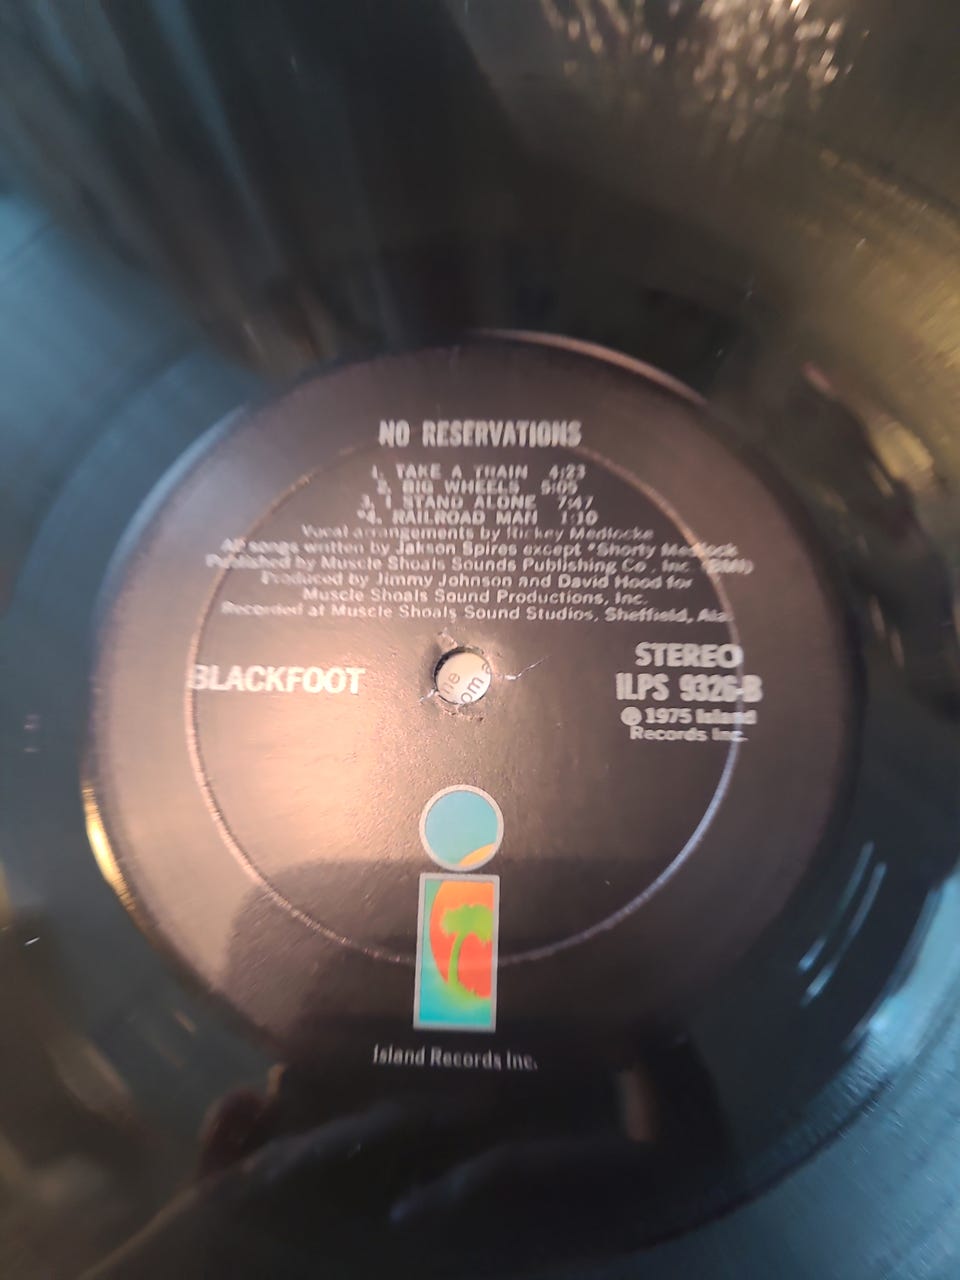 NO RESERVATIONS
1. TAKE A TRAIN 4:23
2. BIG WHEELS 5:05
3. I STAND ALONE 7:47
*4. RAILROAD MAN 1:10
Vocal arrangements by Rickey Medlocke
All songs written by Jakson Spires except *Shorty Medlock
Published by Muscle Shoals Sounds Publishing Co., Inc. (BMI)
Produced by Jimmy Johnson and David Hood for
Muscle Shoals Sound Productions, Inc.
Recorded at Muscle Shoals Sound Studios, Sheffield, Ala.
BLACKFOOT
STEREO
ILPS 9326-B
℗ 1975 Island
Records Inc.
Island Records Inc.